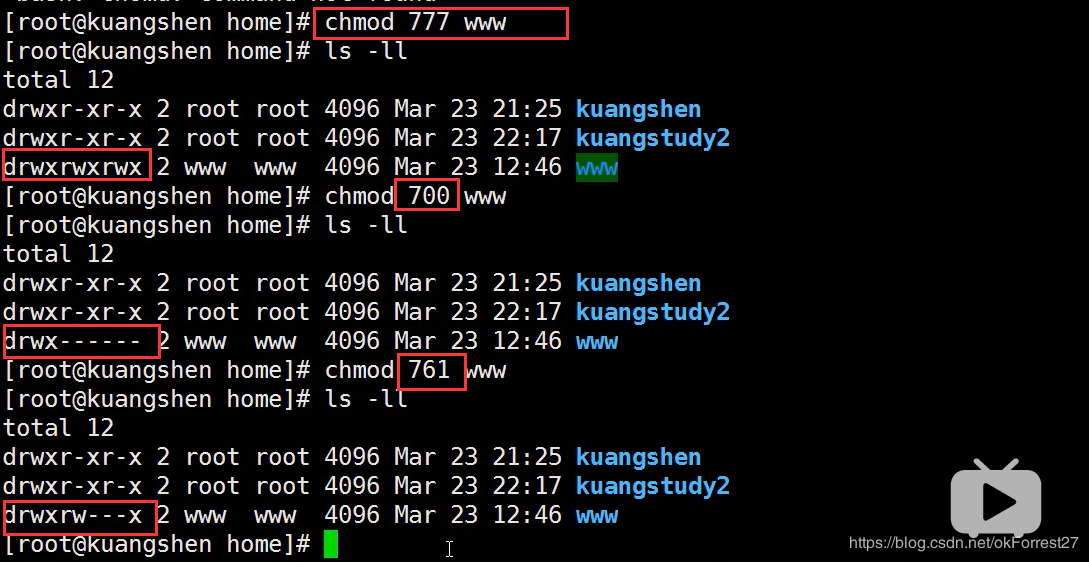 [root@kuangshen home]# chmod 777 www
[root@kuangshen home]# ls -ll
total 12
drwxr-xr-x 2 root root 4096 Mar 23 21:25 kuangshen
drwxr-xr-x 2 root root 4096 Mar 23 22:17 kuangstudy2
drwxrwxrwx 2 www  www  4096 Mar 23 12:46 www
[root@kuangshen home]# chmod 700 www
[root@kuangshen home]# ls -ll
total 12
drwxr-xr-x 2 root root 4096 Mar 23 21:25 kuangshen
drwxr-xr-x 2 root root 4096 Mar 23 22:17 kuangstudy2
drwx------ 2 www  www  4096 Mar 23 12:46 www
[root@kuangshen home]# chmod 761 www
[root@kuangshen home]# ls -ll
total 12
drwxr-xr-x 2 root root 4096 Mar 23 21:25 kuangshen
drwxr-xr-x 2 root root 4096 Mar 23 22:17 kuangstudy2
drwxrw---x 2 www  www  4096 Mar 23 12:46 www
[root@kuangshen home]#
https://blog.csdn.net/okForrest27